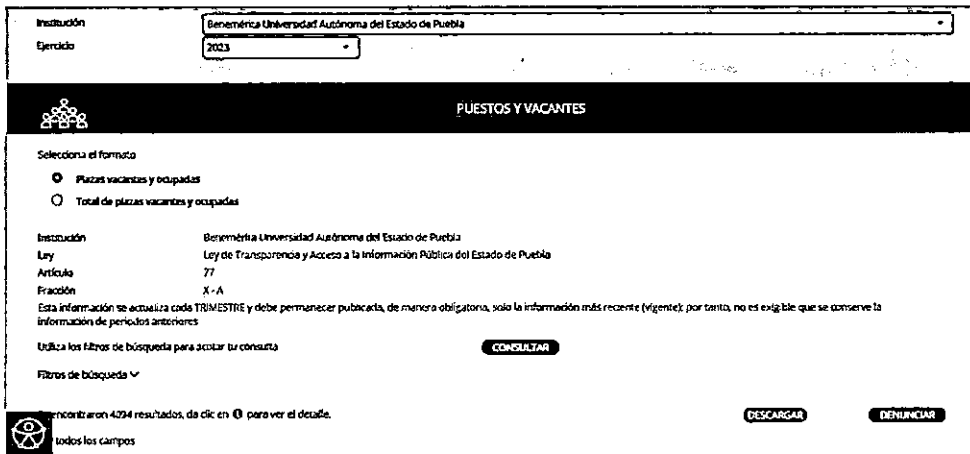 Institución Benemérita Universidad Autónoma del Estado de Puebla
Ejercicio 2023
PUESTOS Y VACANTES
Selecciona el formato
Plazas vacantes y ocupadas
Total de plazas vacantes y ocupadas
Institución Benemérita Universidad Autónoma del Estado de Puebla
Ley Ley de Transparencia y Acceso a la Información Pública del Estado de Puebla
Artículo 77
Fracción X - A
Esta información se actualiza cada TRIMESTRE y debe permanecer publicada, de manera obligatoria, solo la información más reciente (vigente); por tanto, no es exigible que se conserve la
información de periodos anteriores
Utiliza los filtros de búsqueda para acotar tu consulta CONSULTAR
Filtros de búsqueda
encontraron 4094 resultados, da clic en i para ver el detalle. DESCARGAR DENUNCIAR
todos los campos